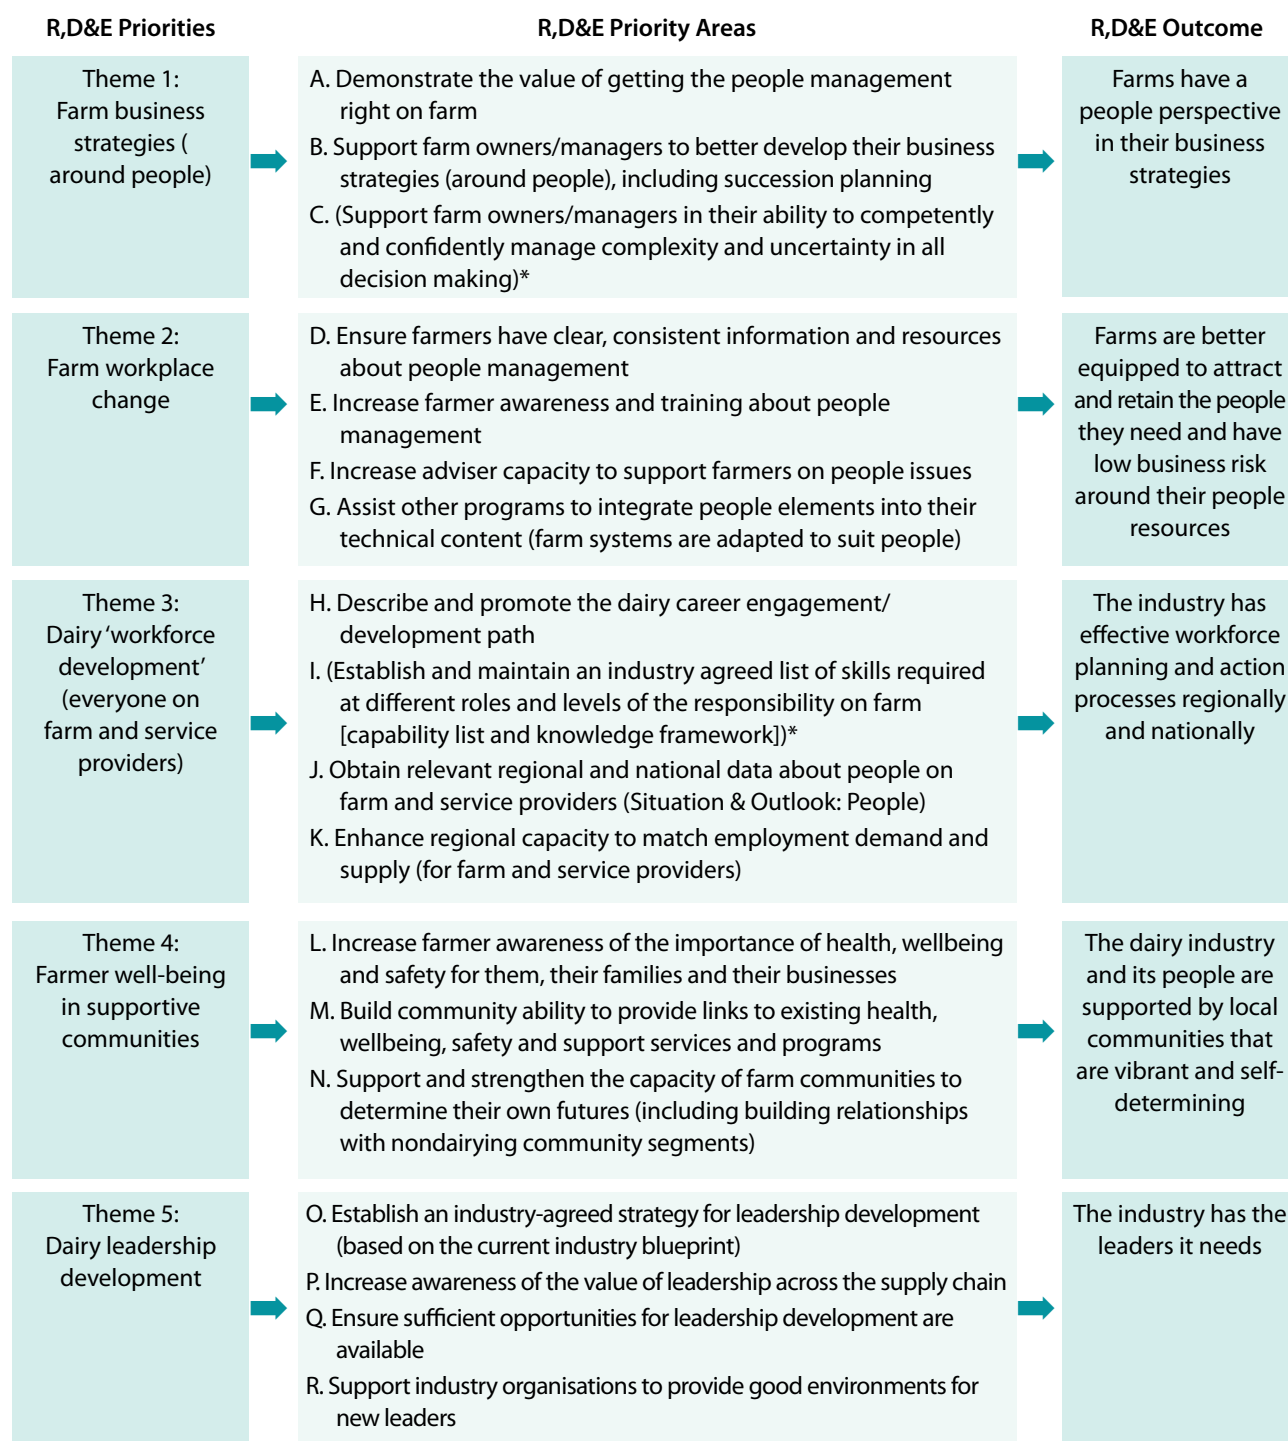 R,D&E Priorities
R,D&E Priority Areas
R,D&E Outcome
Theme 1:
Farm business
strategies (
around people)
A. Demonstrate the value of getting the people management
right on farm
B. Support farm owners/managers to better develop their business
strategies (around people), including succession planning
C. (Support farm owners/managers in their ability to competently
and confidently manage complexity and uncertainty in all
decision making)*
Farms have a
people perspective
in their business
strategies
Theme 2:
Farm workplace
change
D. Ensure farmers have clear, consistent information and resources
about people management
E. Increase farmer awareness and training about people
management
F. Increase adviser capacity to support farmers on people issues
G. Assist other programs to integrate people elements into their
technical content (farm systems are adapted to suit people)
Farms are better
equipped to attract
and retain the people
they need and have
low business risk
around their people
resources
Theme 3:
Dairy ‘workforce
development’
(everyone on
farm and service
providers)
H. Describe and promote the dairy career engagement/
development path
I. (Establish and maintain an industry agreed list of skills required
at different roles and levels of the responsibility on farm
[capability list and knowledge framework])*
J. Obtain relevant regional and national data about people on
farm and service providers (Situation & Outlook: People)
K. Enhance regional capacity to match employment demand and
supply (for farm and service providers)
The industry has
effective workforce
planning and action
processes regionally
and nationally
Theme 4:
Farmer well-being
in supportive
communities
L. Increase farmer awareness of the importance of health, wellbeing
and safety for them, their families and their businesses
M. Build community ability to provide links to existing health,
wellbeing, safety and support services and programs
N. Support and strengthen the capacity of farm communities to
determine their own futures (including building relationships
with nondairying community segments)
The dairy industry
and its people are
supported by local
communities that
are vibrant and self-
determining
Theme 5:
Dairy leadership
development
O. Establish an industry-agreed strategy for leadership development
(based on the current industry blueprint)
P. Increase awareness of the value of leadership across the supply chain
Q. Ensure sufficient opportunities for leadership development are
available
R. Support industry organisations to provide good environments for
new leaders
The industry has the
leaders it needs